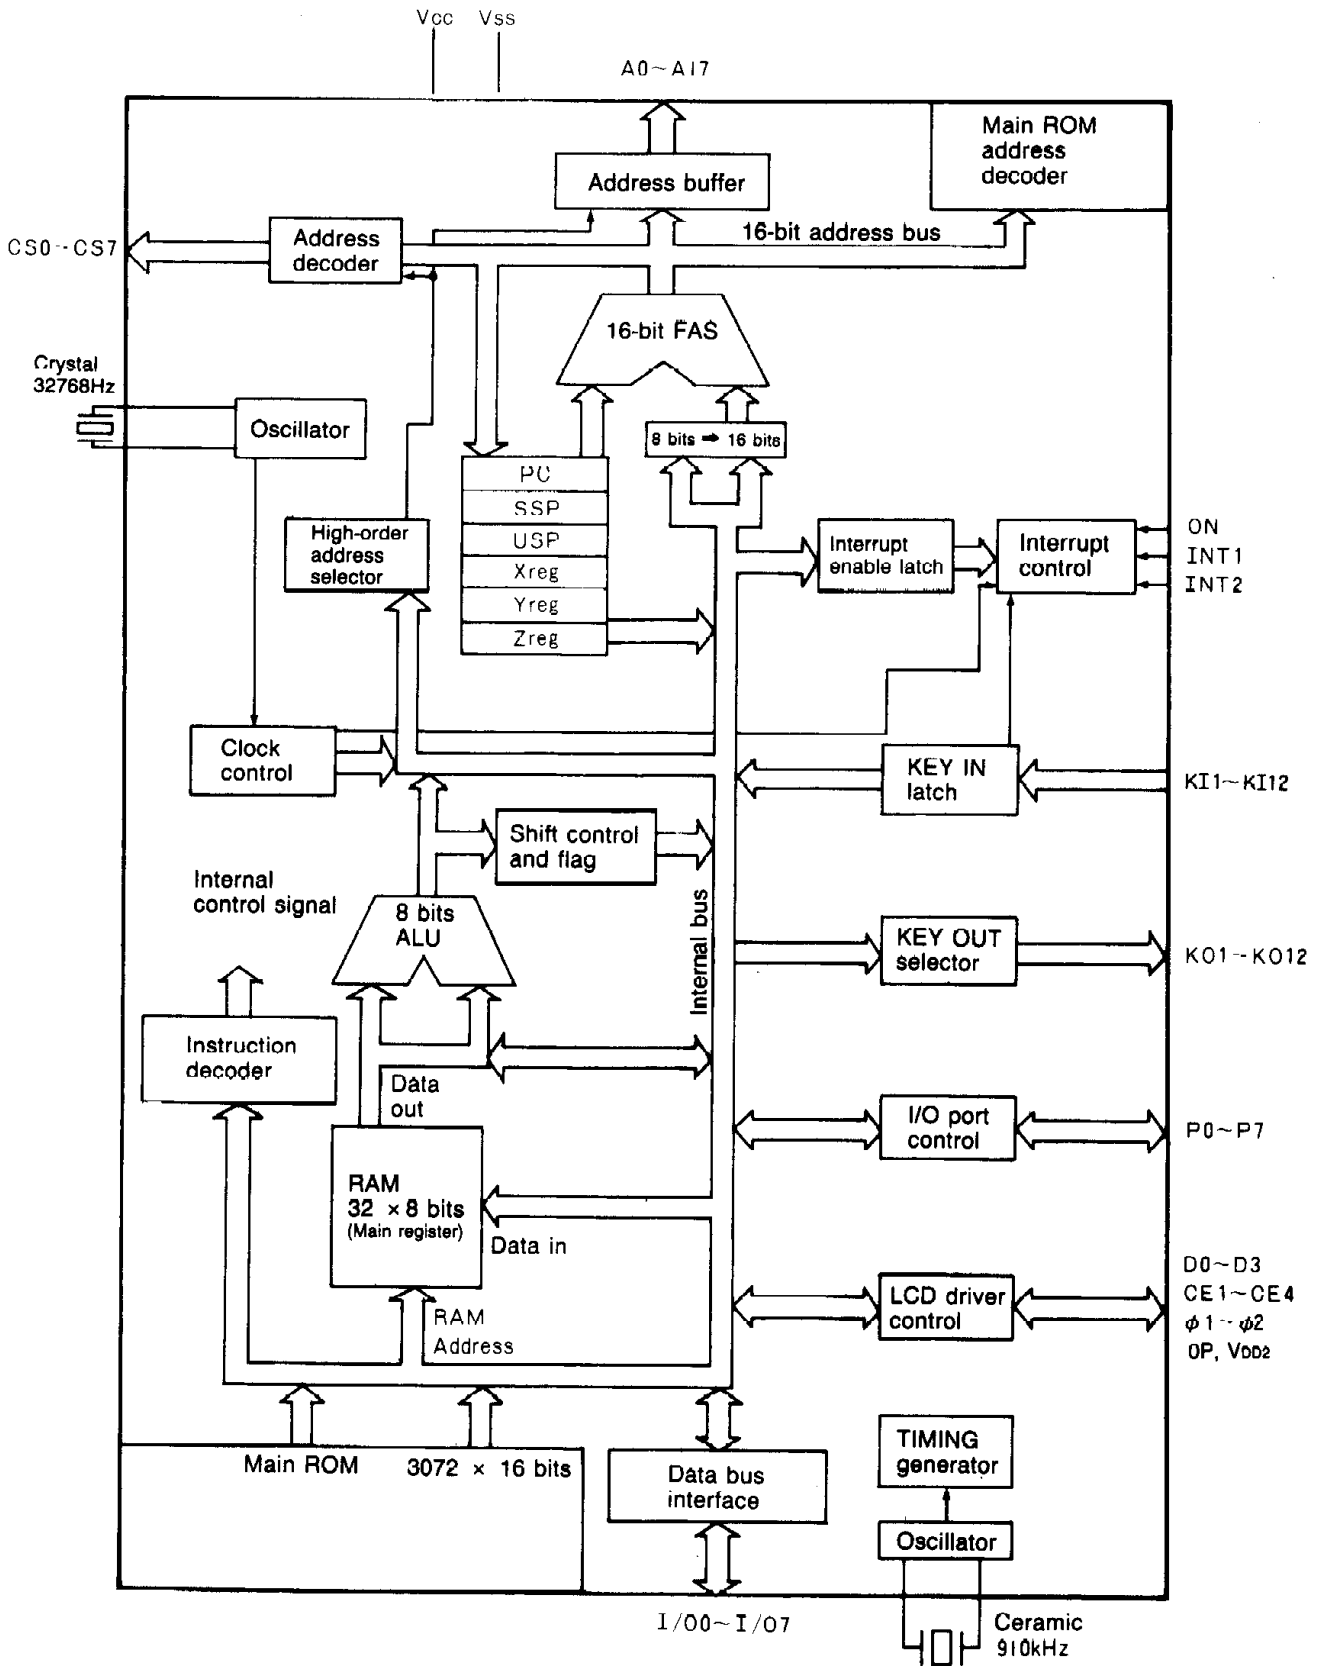 Vcc Vss
A0~A17
Main ROM
address
decoder
Address buffer
CS0~CS7
Address
decoder
16-bit address bus
16-bit FAS
Crystal
32768Hz
Oscillator
8 bits ➡ 16 bits
PC
SSP
USP
Xreg
Yreg
Zreg
High-order
address
selector
Interrupt
enable latch
Interrupt
control
ON
INT1
INT2
Clock
control
KEY IN
latch
KI1~KI12
Shift control
and flag
Internal
control signal
8 bits
ALU
Internal bus
KEY OUT
selector
KO1~KO12
Instruction
decoder
Data
out
I/O port
control
P0~P7
RAM
32 × 8 bits
(Main register)
Data in
RAM
Address
LCD driver
control
D0~D3
CE1~CE4
φ1~φ2
OP, VDD2
Main ROM 3072 × 16 bits
Data bus
interface
TIMING
generator
Oscillator
I/O0~I/O7
Ceramic
910kHz